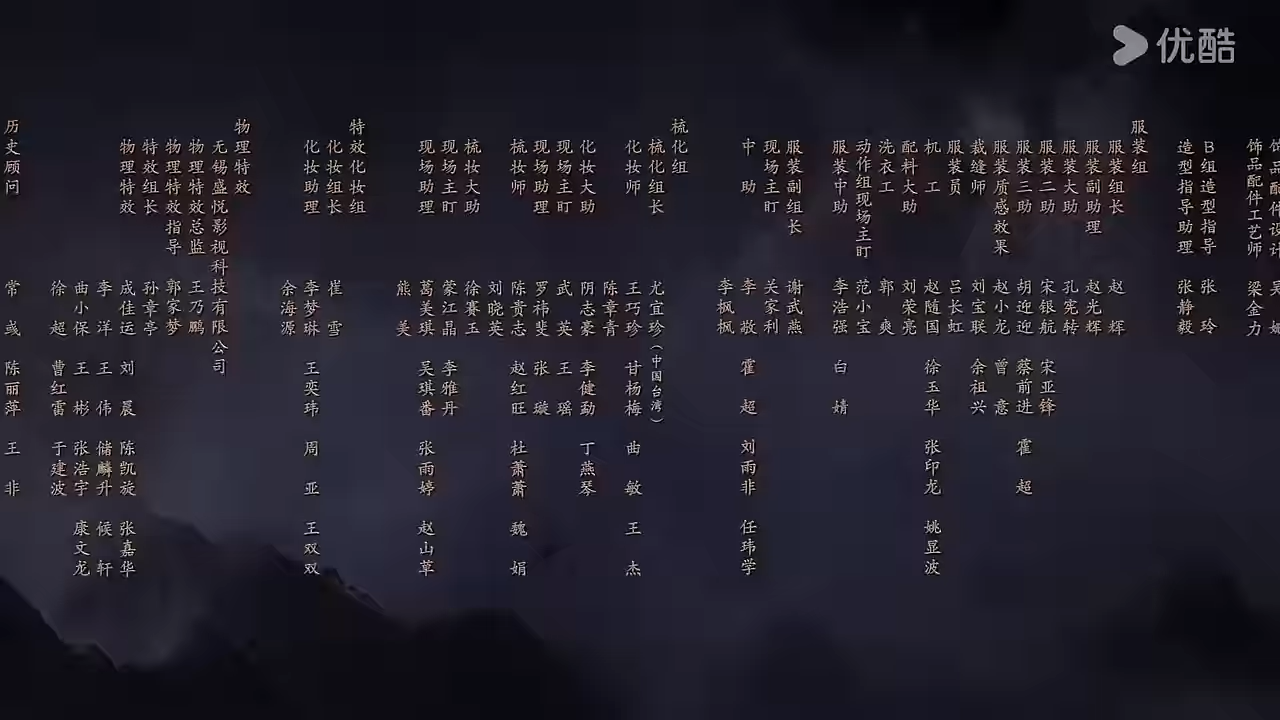 优酷
饰品配件工艺师 梁金力
B组造型指导 张玲
造型指导助理 张静毅
服装组
服装组长 赵辉
服装副助理 赵光辉
服装大助 孔宪转
服装二助 宋银航 宋亚锋
服装三助 胡迎迎 蔡前进 霍超
服装质感效果 赵小龙 曾意
裁缝师 刘宝联 余祖兴
服装员 吕长虹
机工 赵随国 徐玉华 张印龙 姚显波
配料大助 刘荣亮
洗衣工 郭爽
动作组现场主盯 范小宝
服装中助 李浩强 白婧
服装副组长 谢武燕
现场主盯 关家利
中助 李敢 霍超 刘雨非 任玮学
李枫枫
梳化组
梳化组长 尤宜珍(中国台湾)
化妆师 王巧珍 甘杨梅 曲敏 王杰
陈章青
化妆大助 阴志豪 李健勐 丁燕琴
现场主盯 武英 王瑶
现场助理 罗祎斐 张璇
梳妆师 陈贵志 赵红旺 杜萧萧 魏娟
刘晓英
梳妆大助 徐赛玉
现场主盯 蒙江晶 李雅丹
现场助理 葛美琪 吴琪番 张雨婷 赵山草
熊美
特效化妆组
化妆组长 崔雪
化妆助理 李梦琳 王奕玮 周亚 王双双
余海源
物理特效
无锡盛悦影视科技有限公司
物理特效总监 王乃鹏
物理特效指导 郭家梦
特效组长 孙章亭
物理特效 成佳运 刘晨 陈凯旋 张嘉华
李洋 王伟 储麟升 候轩
曲小保 王彬 张浩宇 康文龙
徐超 曹红雷 于建波
历史顾问 常彧 陈丽萍 王非